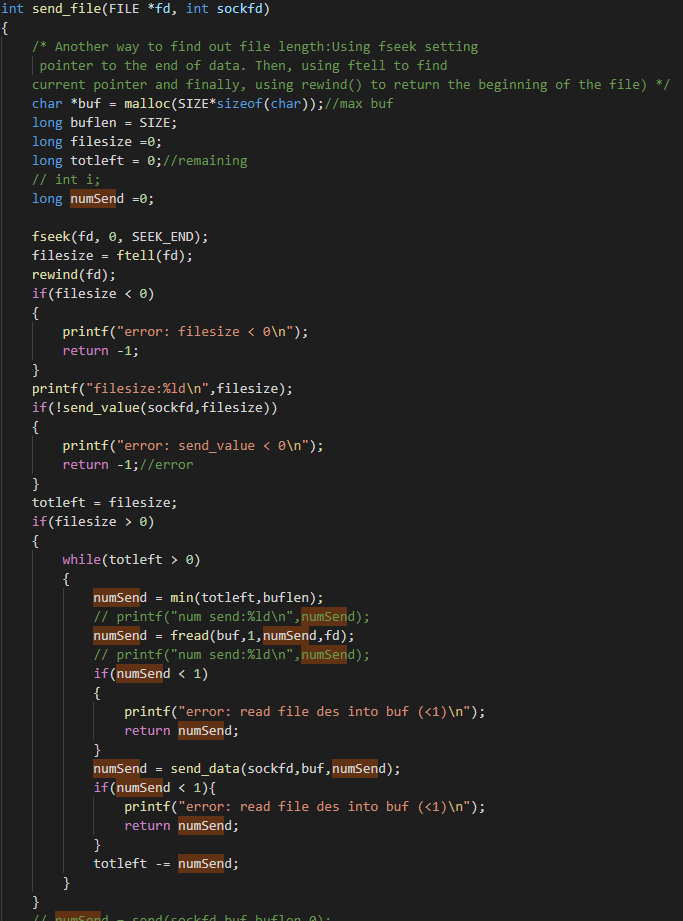 int send_file(FILE *fd, int sockfd)
{
    /* Another way to find out file length:Using fseek setting
     pointer to the end of data. Then, using ftell to find
    current pointer and finally, using rewind() to return the beginning of the file) */
    char *buf = malloc(SIZE*sizeof(char));//max buf
    long buflen = SIZE;
    long filesize =0;
    long totleft = 0;//remaining
    // int i;
    long numSend =0;

    fseek(fd, 0, SEEK_END);
    filesize = ftell(fd);
    rewind(fd);
    if(filesize < 0)
    {
        printf("error: filesize < 0\n");
        return -1;
    }
    printf("filesize:%ld\n",filesize);
    if(!send_value(sockfd,filesize))
    {
        printf("error: send_value < 0\n");
        return -1;//error
    }
    totleft = filesize;
    if(filesize > 0)
    {
        while(totleft > 0)
        {
            numSend = min(totleft,buflen);
            // printf("num send:%ld\n",numSend);
            numSend = fread(buf,1,numSend,fd);
            // printf("num send:%ld\n",numSend);
            if(numSend < 1)
            {
                printf("error: read file des into buf (<1)\n");
                return numSend;
            }
            numSend = send_data(sockfd,buf,numSend);
            if(numSend < 1){
                printf("error: read file des into buf (<1)\n");
                return numSend;
            }
            totleft -= numSend;
        }
    }
    // numSend = send(sockfd,buf,buflen,0);